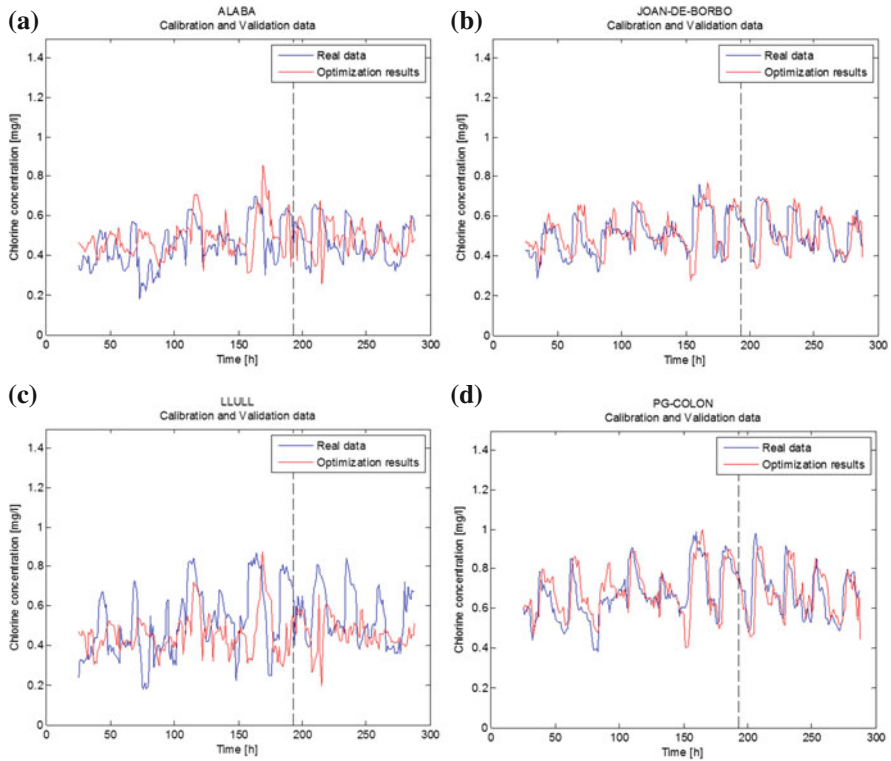 (a)
ALABA
Calibration and Validation data
Chlorine concentration [mg/l]
1.4
1.2
1
0.8
0.6
0.4
0.2
0
Real data
Optimization results
0 50 100 150 200 250 300
Time [h]
(b)
JOAN-DE-BORBO
Calibration and Validation data
Chlorine concentration [mg/l]
1.4
1.2
1
0.8
0.6
0.4
0.2
0
Real data
Optimization results
0 50 100 150 200 250 300
Time [h]
(c)
LLULL
Calibration and Validation data
Chlorine concentration [mg/l]
1.4
1.2
1
0.8
0.6
0.4
0.2
0
Real data
Optimization results
0 50 100 150 200 250 300
Time [h]
(d)
PG-COLON
Calibration and Validation data
Chlorine concentration [mg/l]
1.4
1.2
1
0.8
0.6
0.4
0.2
0
Real data
Optimization results
0 50 100 150 200 250 300
Time [h]